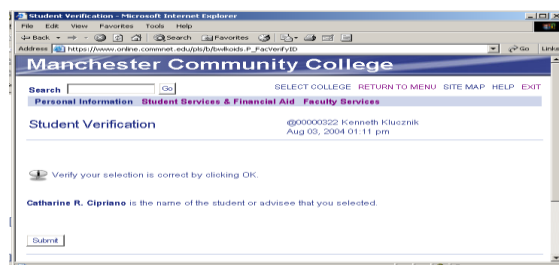 Student Verification - Microsoft Internet Explorer
File Edit View Favorites Tools Help
Back Search Favorites
Address https://www.online.commnet.edu/pls/b/bwlkoids.P_FacVerifyID Go Links
Manchester Community College
Search Go SELECT COLLEGE RETURN TO MENU SITE MAP HELP EXIT
Personal Information Student Services & Financial Aid Faculty Services
Student Verification @00000322 Kenneth Klucznik
Aug 03, 2004 01:11 pm
Verify your selection is correct by clicking OK.
Catharine R. Cipriano is the name of the student or advisee that you selected.
Submit